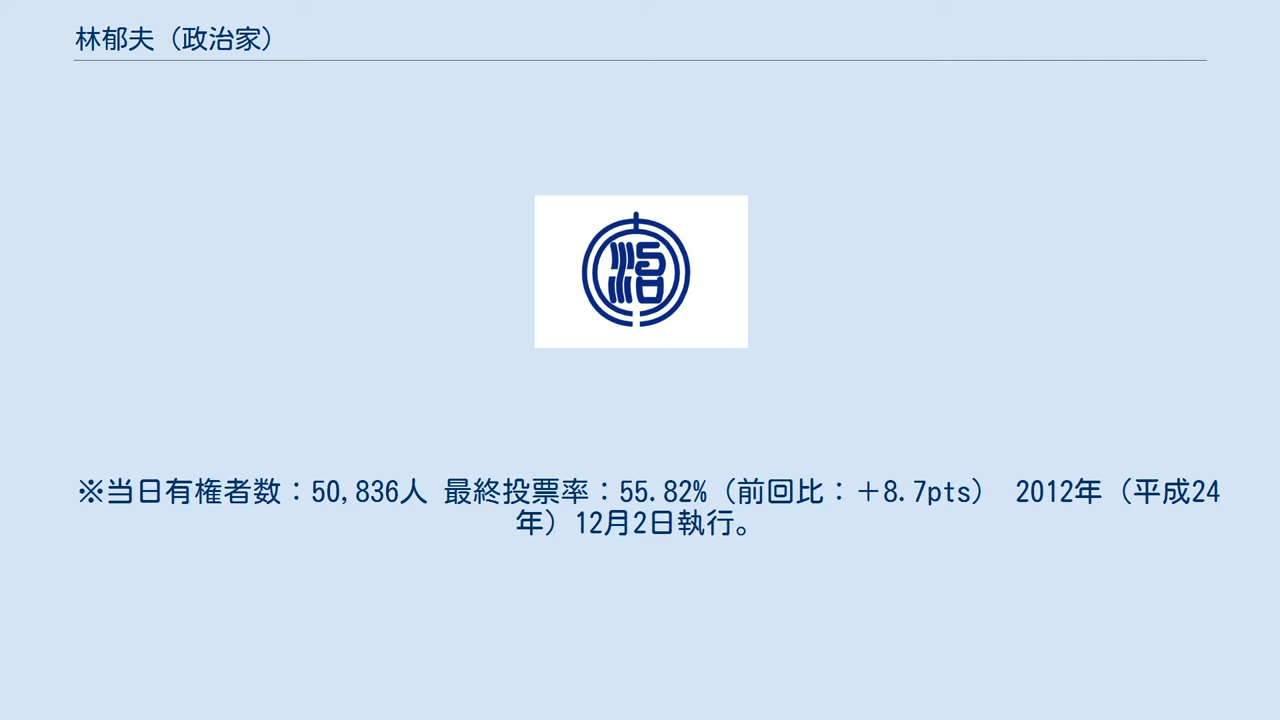 林郁夫（政治家）
治
※当日有権者数：50,836人 最終投票率：55.82%（前回比：＋8.7pts） 2012年（平成24
年）12月2日執行。